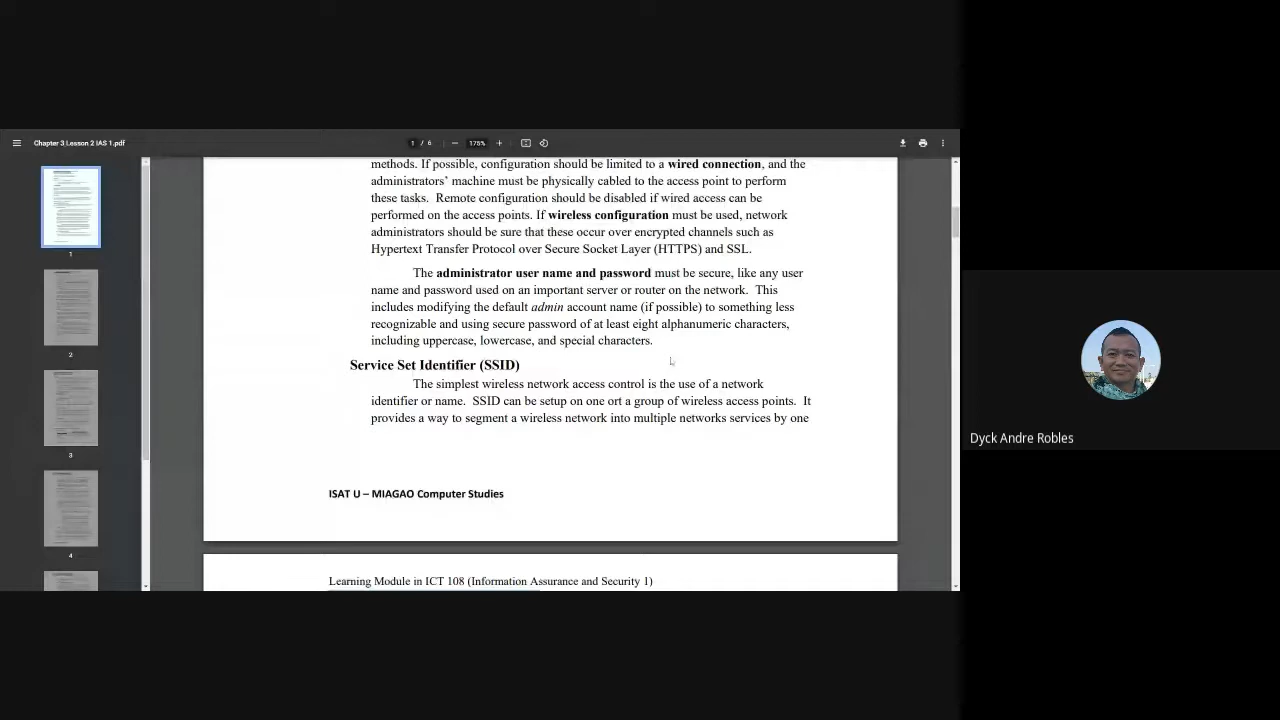 Chapter 3 Lesson 2 IAS 1.pdf
1 / 6
175%
methods. If possible, configuration should be limited to a wired connection, and the
administrators' machine must be physically cabled to the access point to perform
these tasks. Remote configuration should be disabled if wired access can be
performed on the access points. If wireless configuration must be used, network
administrators should be sure that these occur over encrypted channels such as
Hypertext Transfer Protocol over Secure Socket Layer (HTTPS) and SSL.
The administrator user name and password must be secure, like any user
name and password used on an important server or router on the network. This
includes modifying the default admin account name (if possible) to something less
recognizable and using secure password of at least eight alphanumeric characters,
including uppercase, lowercase, and special characters.
Service Set Identifier (SSID)
The simplest wireless network access control is the use of a network
identifier or name. SSID can be setup on one ort a group of wireless access points. It
provides a way to segment a wireless network into multiple networks services by one
ISAT U – MIAGAO Computer Studies
Learning Module in ICT 108 (Information Assurance and Security 1)
1
2
3
4
Dyck Andre Robles